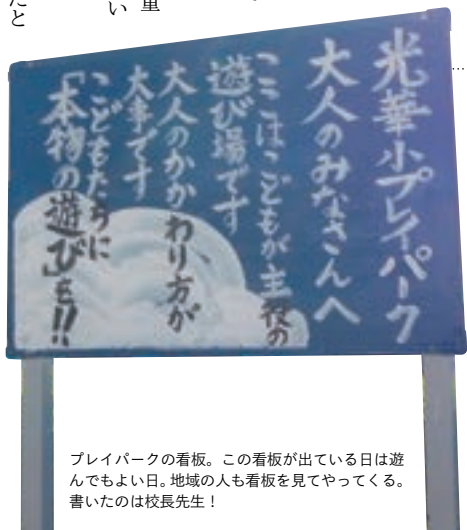 光華小プレイパーク
大人のみなさんへ
ここはこどもが主役の
遊び場です
大人のかかわり方が
大事です
こどもたちに
「本物の遊び」を!!
プレイパークの看板。この看板が出ている日は遊
んでもよい日。地域の人も看板を見てやってくる。
書いたのは校長先生！